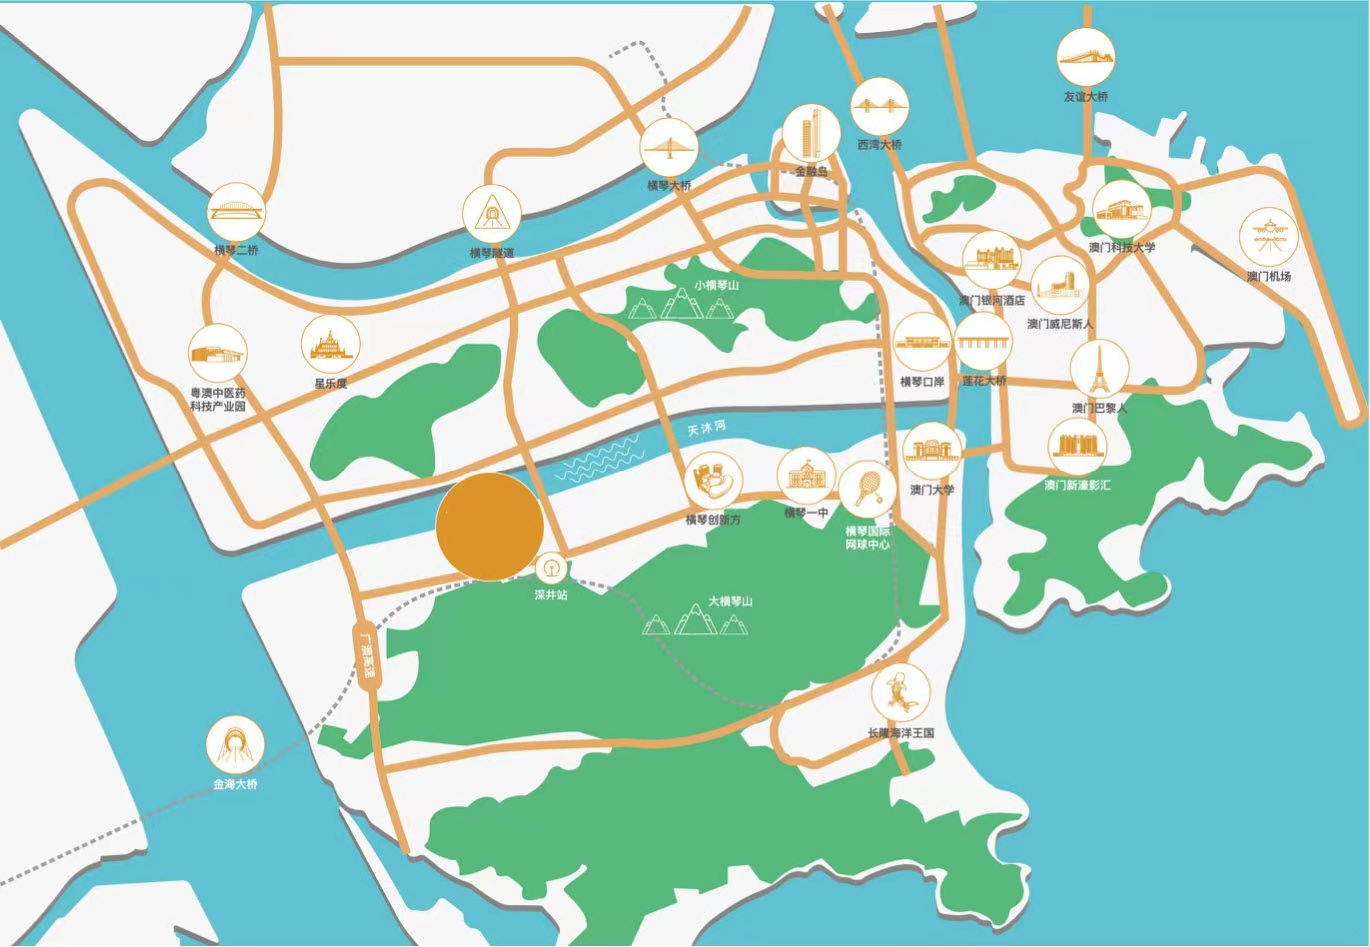 友谊大桥
西湾大桥
金融岛
横琴大桥
澳门科技大学
横琴二桥
横琴隧道
澳门机场
小横琴山
澳门银河酒店
澳门威尼斯人
星乐度
横琴口岸
莲花大桥
粤澳中医药
科技产业园
澳门巴黎人
天沐河
澳门新濠影汇
澳门大学
横琴创新方
横琴一中
横琴国际
网球中心
深井站
大横琴山
广澳高速
长隆海洋王国
金海大桥